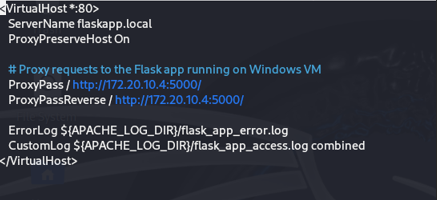 <VirtualHost *:80>
ServerName flaskapp.local
ProxyPreserveHost On
# Proxy requests to the Flask app running on Windows VM
ProxyPass / http://172.20.10.4:5000/
ProxyPassReverse / http://172.20.10.4:5000/
ErrorLog ${APACHE_LOG_DIR}/flask_app_error.log
CustomLog ${APACHE_LOG_DIR}/flask_app_access.log combined
</VirtualHost>